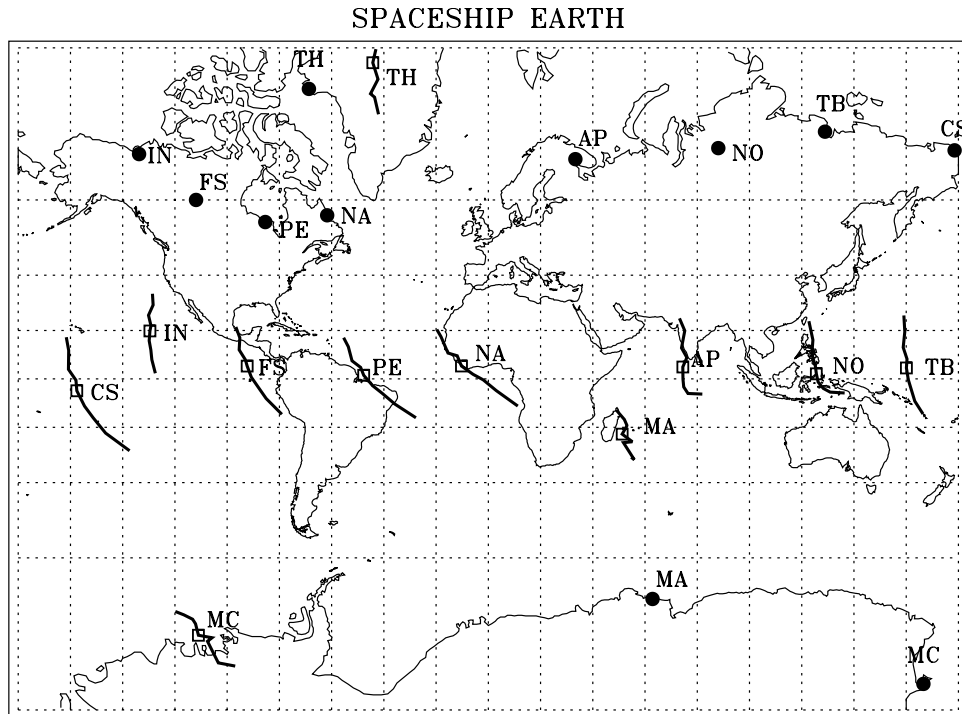 SPACESHIP EARTH
TH
TH
TB
CS
AP
NO
IN
FS
NA
PE
IN
FS
PE
NA
AP
NO
TB
CS
MA
MA
MC
MC